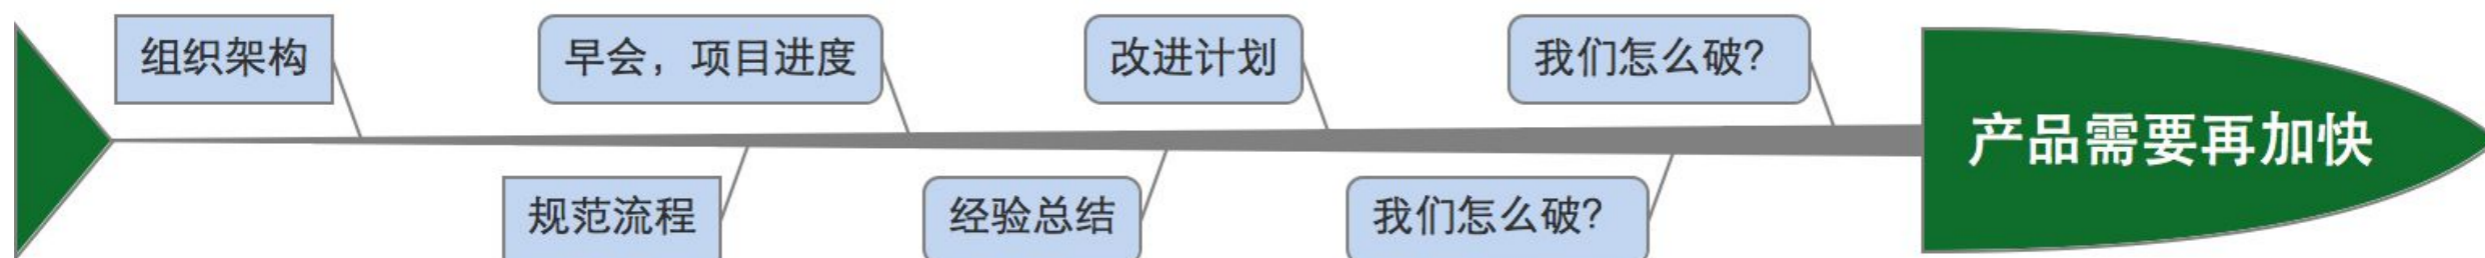 组织架构
早会，项目进度
改进计划
我们怎么破？
产品需要再加快
规范流程
经验总结
我们怎么破？